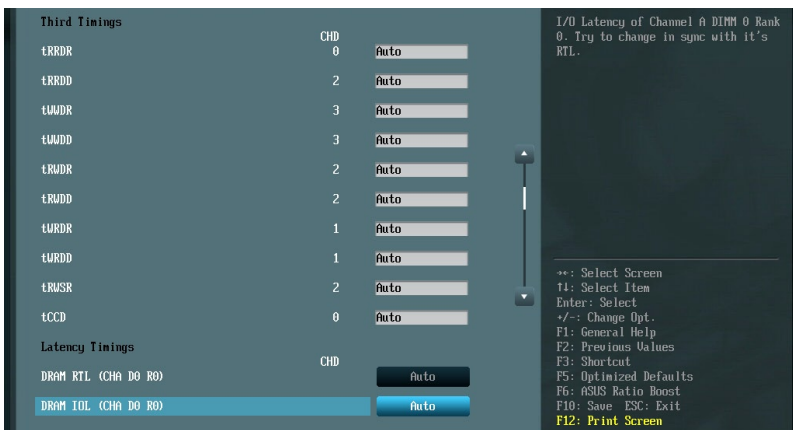 Third Timings
CHD
tRRDR 0 Auto
tRRDD 2 Auto
tWWDR 3 Auto
tWWDD 3 Auto
tRWDR 2 Auto
tRWDD 2 Auto
tWRDR 1 Auto
tWRDD 1 Auto
tRWSR 2 Auto
tCCD 0 Auto
Latency Timings
CHD
DRAM RTL (CHA D0 R0) Auto
DRAM IOL (CHA D0 R0) Auto
I/O Latency of Channel A DIMM 0 Rank
0. Try to change in sync with it's
RTL.
→←: Select Screen
↑↓: Select Item
Enter: Select
+/-: Change Opt.
F1: General Help
F2: Previous Values
F3: Shortcut
F5: Optimized Defaults
F6: ASUS Ratio Boost
F10: Save ESC: Exit
F12: Print Screen